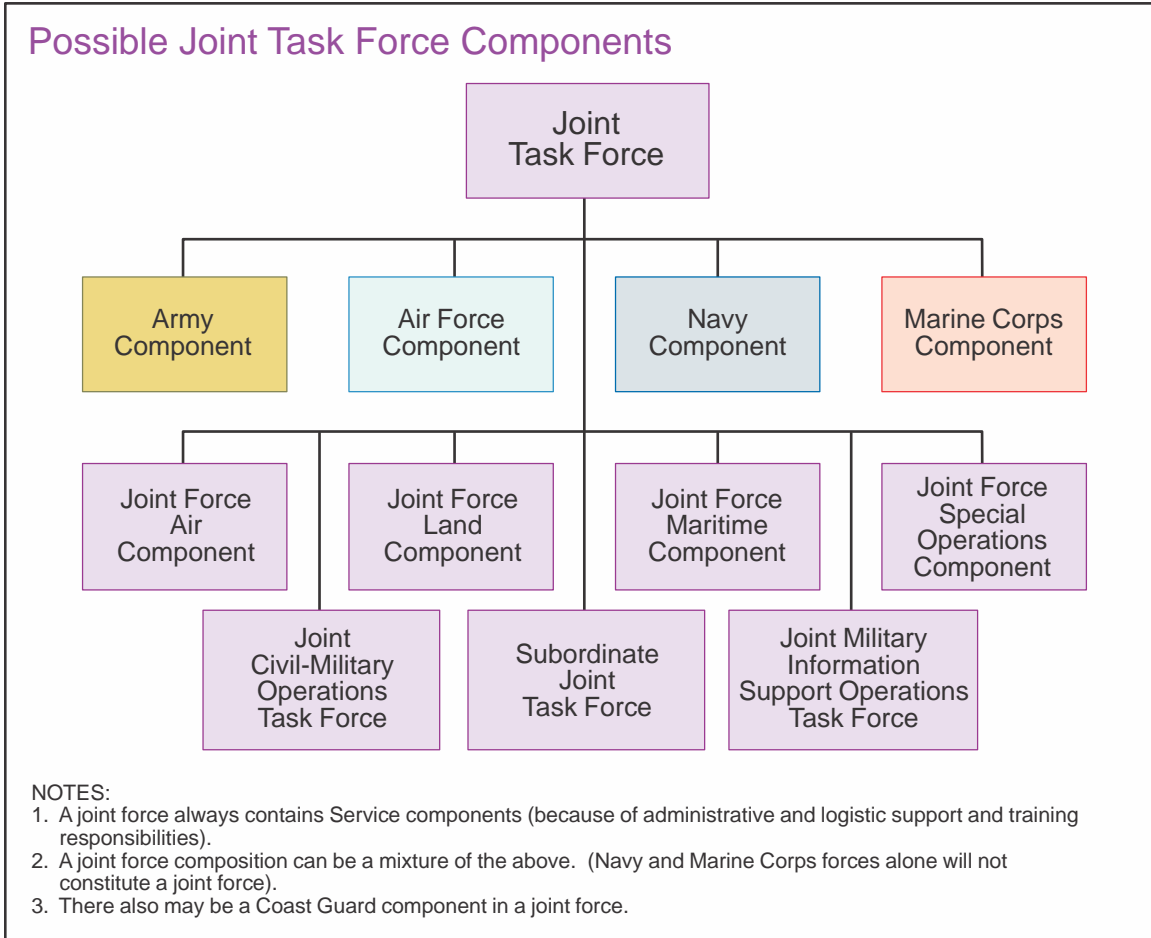 Possible Joint Task Force Components
Joint
Task Force
Army
Component
Air Force
Component
Navy
Component
Marine Corps
Component
Joint Force
Air
Component
Joint Force
Land
Component
Joint Force
Maritime
Component
Joint Force
Special
Operations
Component
Joint
Civil-Military
Operations
Task Force
Subordinate
Joint
Task Force
Joint Military
Information
Support Operations
Task Force
NOTES:
1. A joint force always contains Service components (because of administrative and logistic support and training
responsibilities).
2. A joint force composition can be a mixture of the above. (Navy and Marine Corps forces alone will not
constitute a joint force).
3. There also may be a Coast Guard component in a joint force.